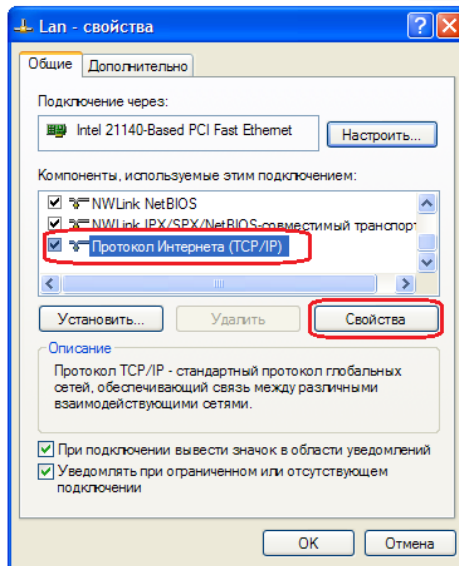 Lan - свойства
Общие
Дополнительно
Подключение через:
Intel 21140-Based PCI Fast Ethernet
Настроить...
Компоненты, используемые этим подключением:
NWLink NetBIOS
NWLink IPX/SPX/NetBIOS-совместимый транспорт
Протокол Интернета (TCP/IP)
Установить...
Удалить
Свойства
Описание
Протокол TCP/IP - стандартный протокол глобальных
сетей, обеспечивающий связь между различными
взаимодействующими сетями.
При подключении вывести значок в области уведомлений
Уведомлять при ограниченном или отсутствующем
подключении
OK
Отмена